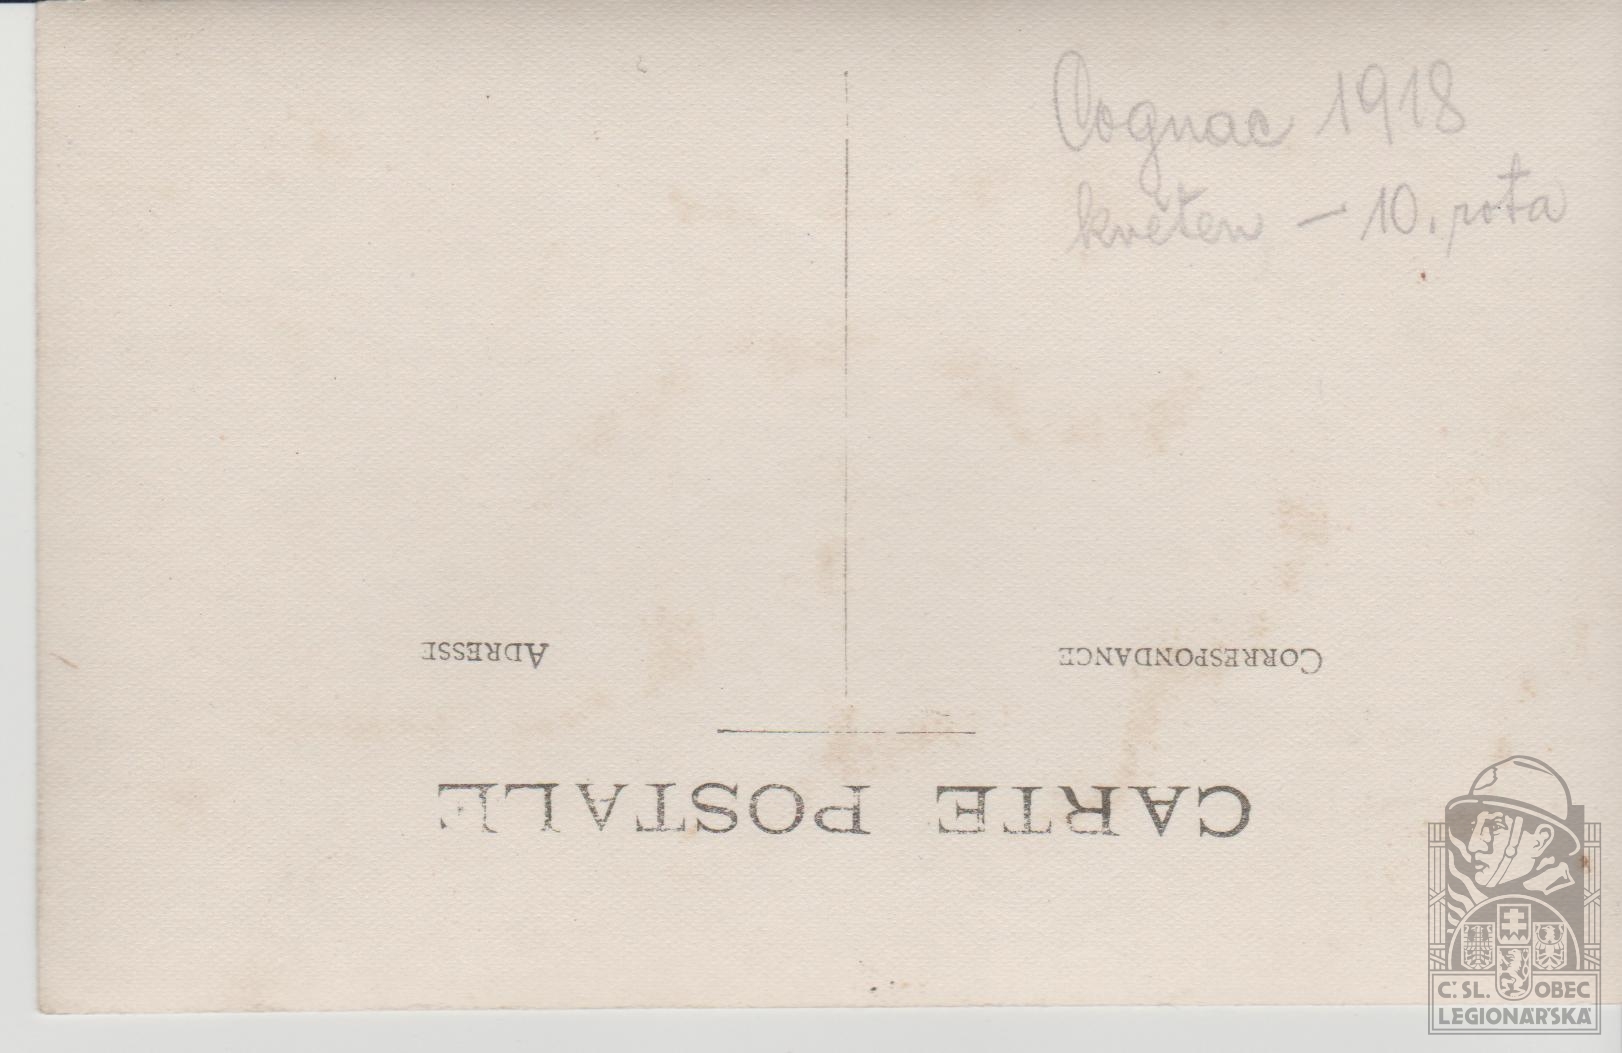 Cognac 1918
květen - 10. rota
ADRESSE
CORRESPONDANCE
CARTE POSTALE
Č.SL. OBEC
LEGIONÁŘSKÁ